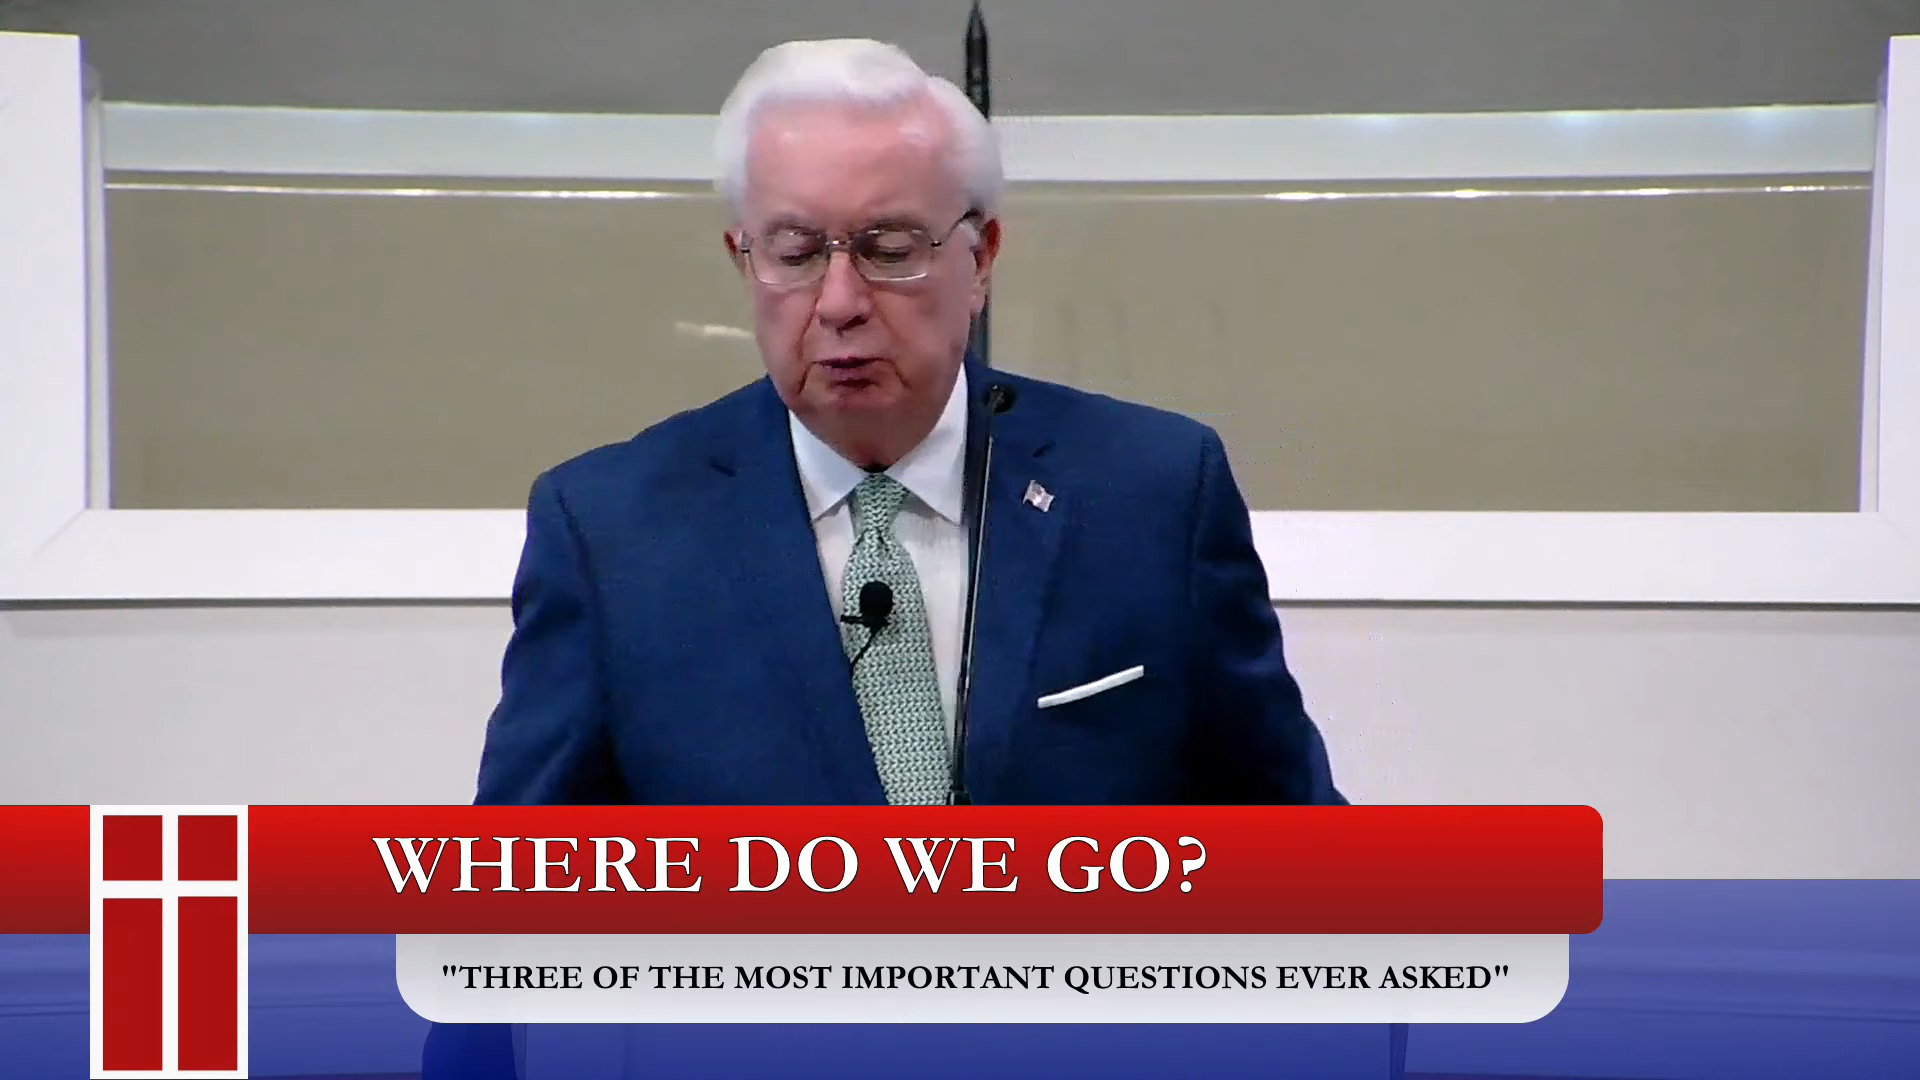 WHERE DO WE GO?
"THREE OF THE MOST IMPORTANT QUESTIONS EVER ASKED"